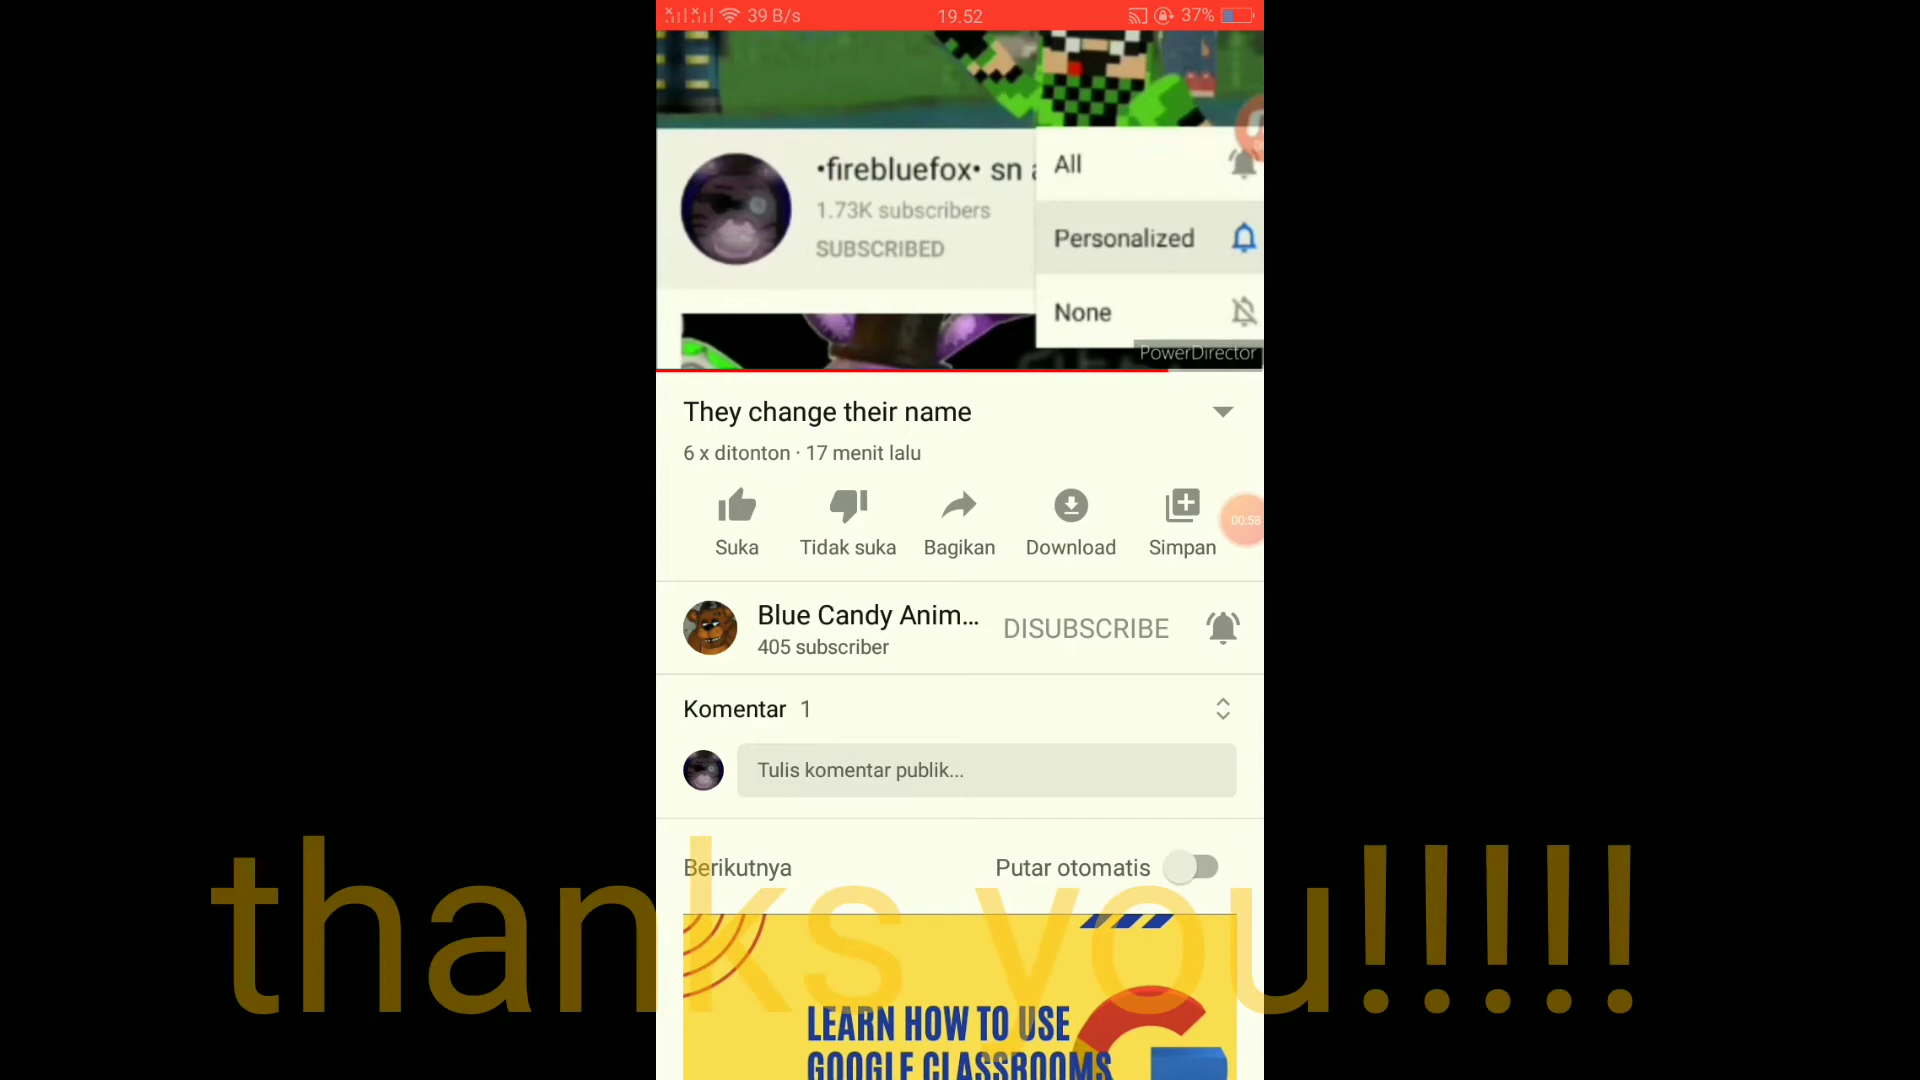 39 B/s 19.52 37%
•firebluefox• sn
1.73K subscribers
SUBSCRIBED
All
Personalized
None
PowerDirector
They change their name
6 x ditonton · 17 menit lalu
Suka Tidak suka Bagikan Download Simpan
00:58
Blue Candy Anim... DISUBSCRIBE
405 subscriber
Komentar 1
Tulis komentar publik...
Berikutnya Putar otomatis
thanks you!!!!!
LEARN HOW TO USE
GOOGLE CLASSROOMS